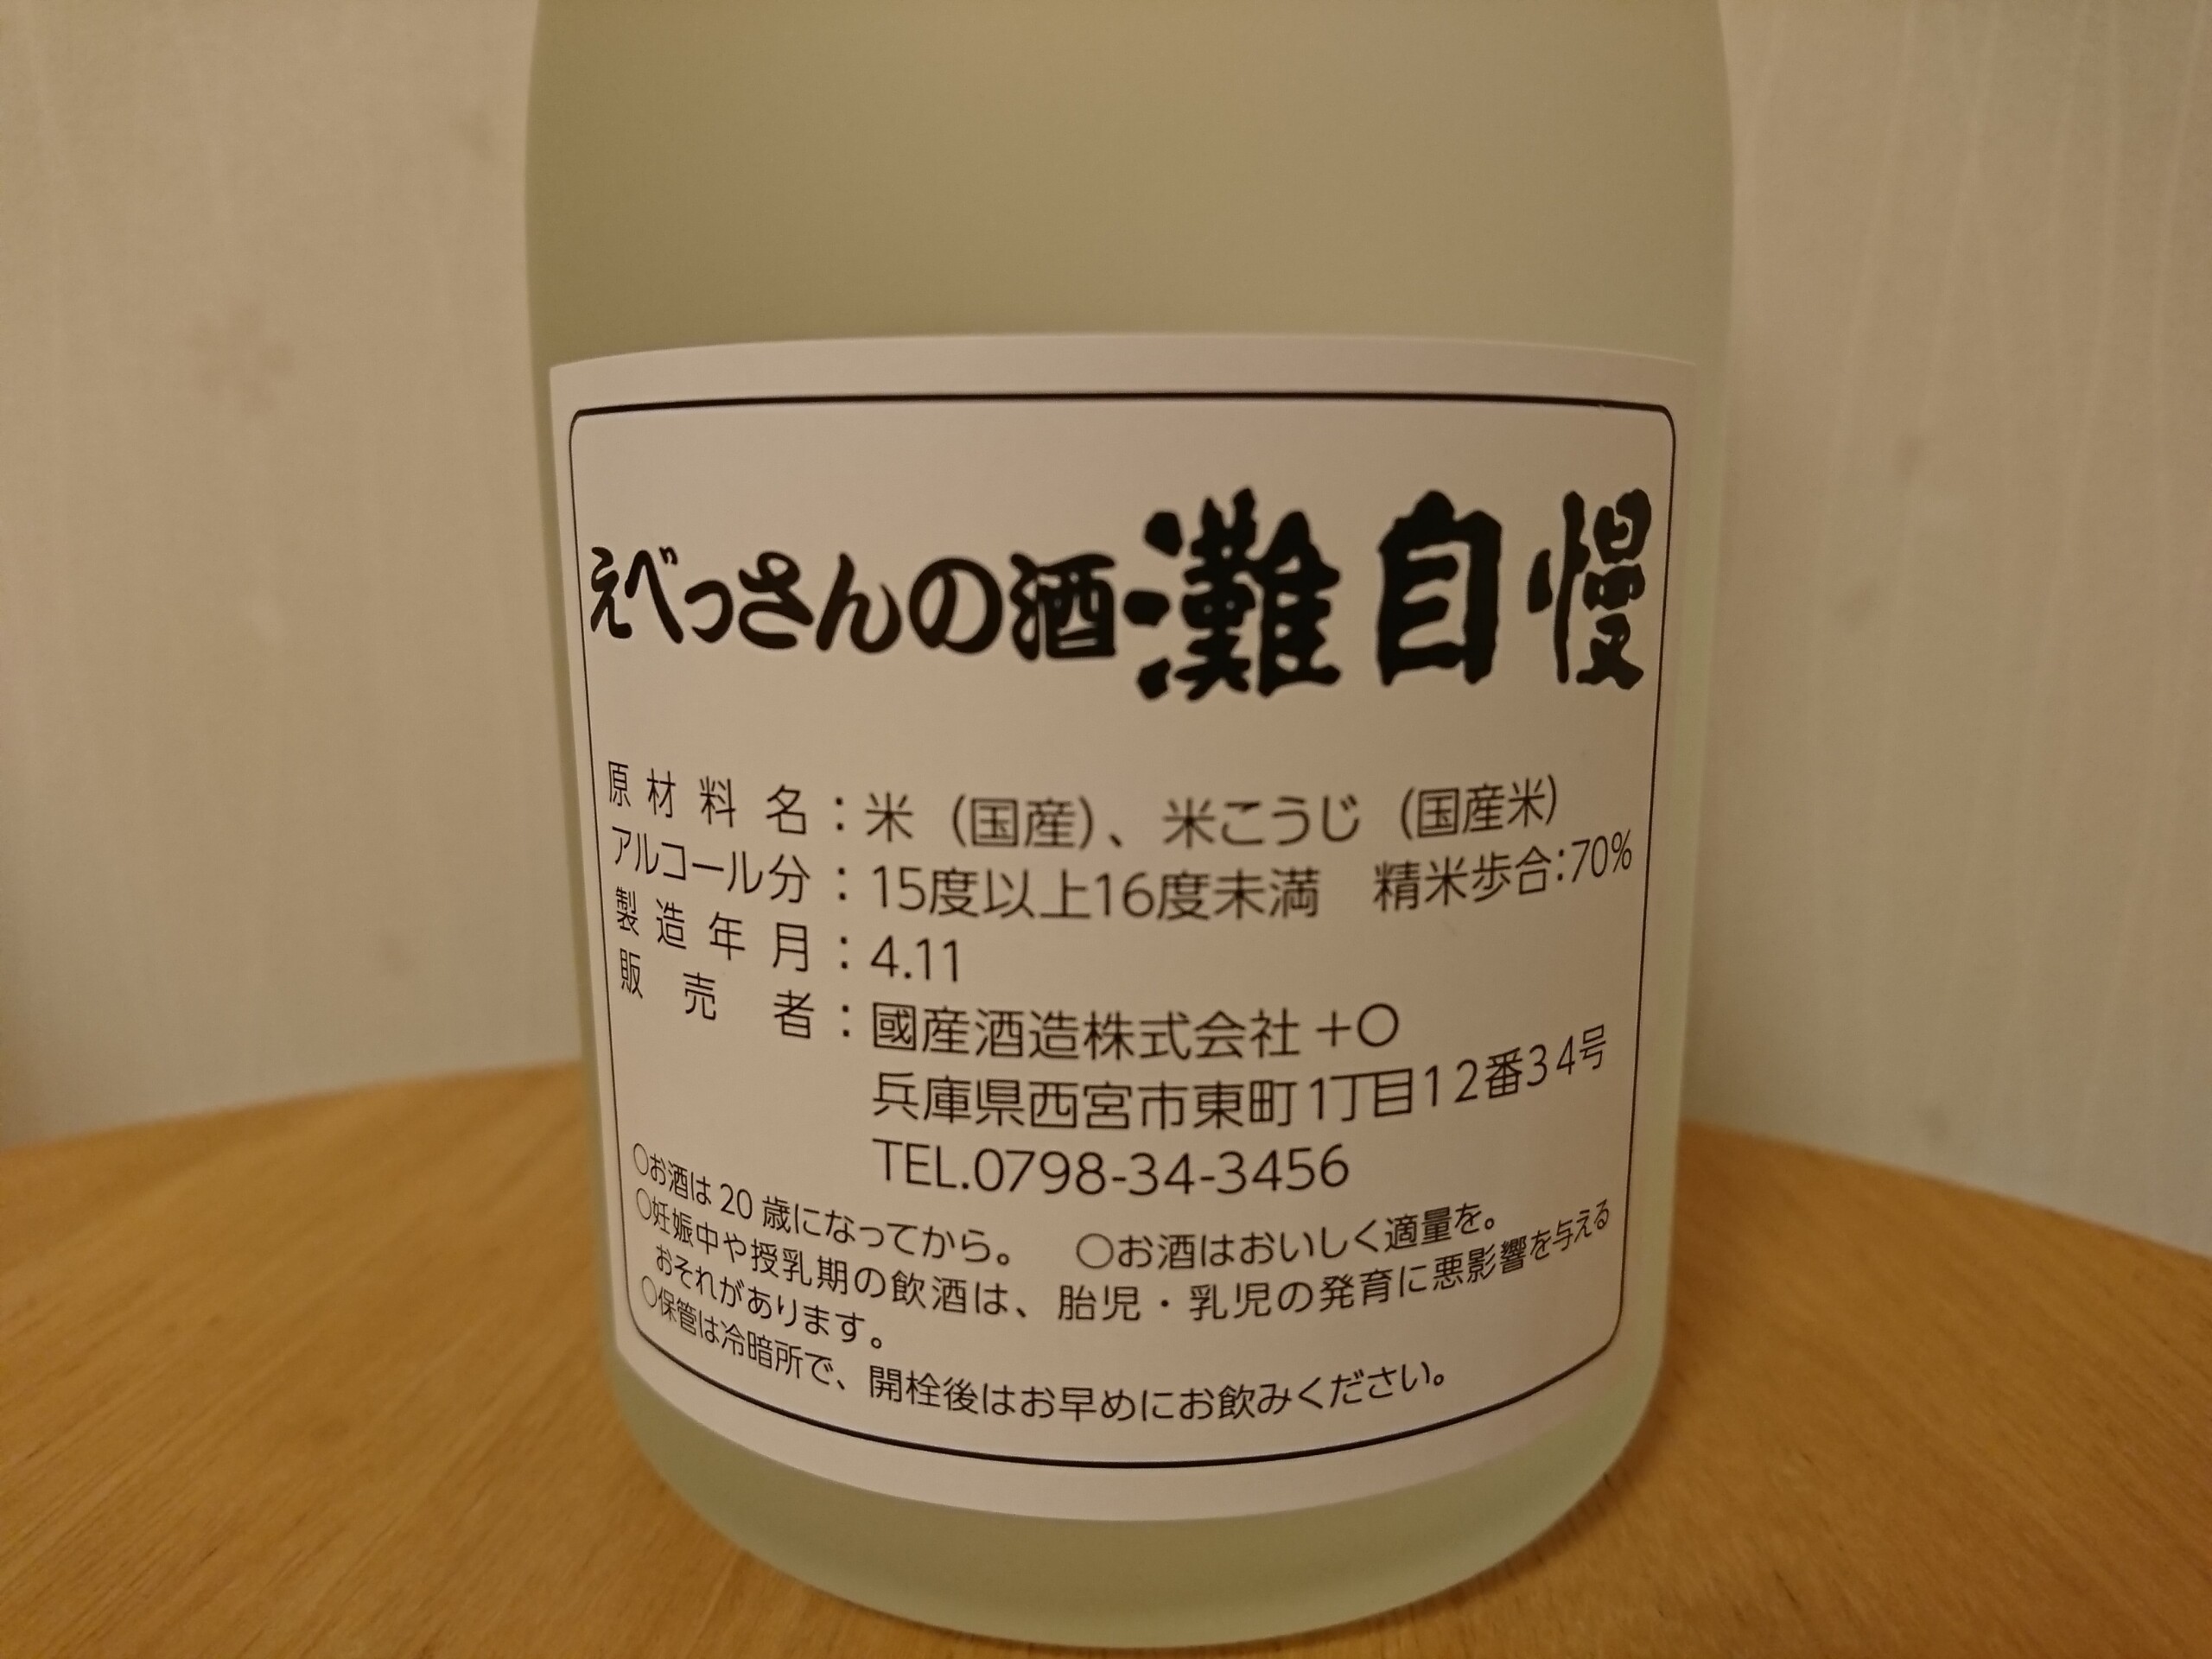 えべっさんの酒 灘自慢
原材料名：米（国産）、米こうじ（国産米）
アルコール分：15度以上16度未満　精米歩合:70%
製造年月：4.11
販売者：國産酒造株式会社 +〇
兵庫県西宮市東町1丁目12番34号
TEL.0798-34-3456
○お酒は20歳になってから。　○お酒はおいしく適量を。
○妊娠中や授乳期の飲酒は、胎児・乳児の発育に悪影響を与える
おそれがあります。
○保管は冷暗所で、開栓後はお早めにお飲みください。